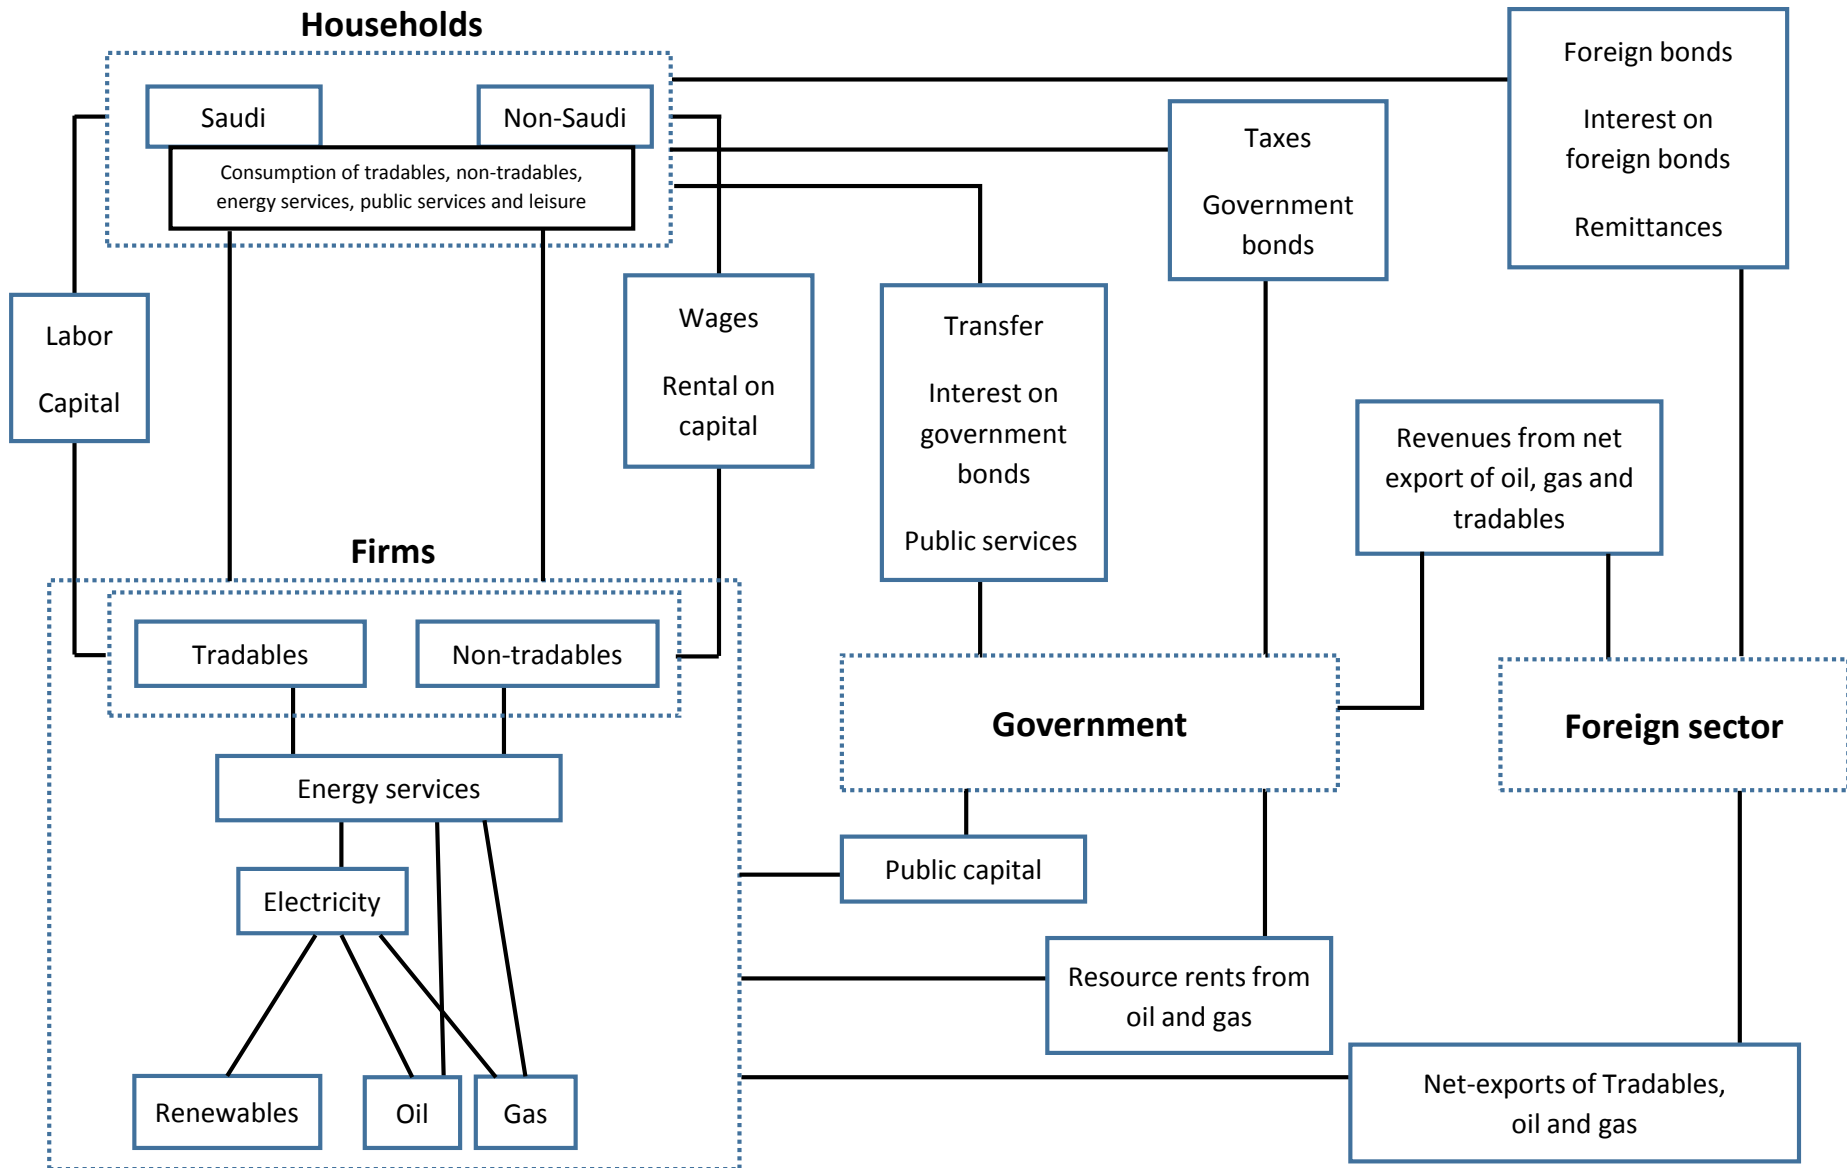 Households
Saudi
Non-Saudi
Consumption of tradables, non-tradables,
energy services, public services and leisure
Foreign bonds
Interest on
foreign bonds
Remittances
Taxes
Government
bonds
Labor
Capital
Wages
Rental on
capital
Transfer
Interest on
government
bonds
Public services
Revenues from net
export of oil, gas and
tradables
Firms
Tradables
Non-tradables
Energy services
Electricity
Renewables
Oil
Gas
Government
Foreign sector
Public capital
Resource rents from
oil and gas
Net-exports of Tradables,
oil and gas